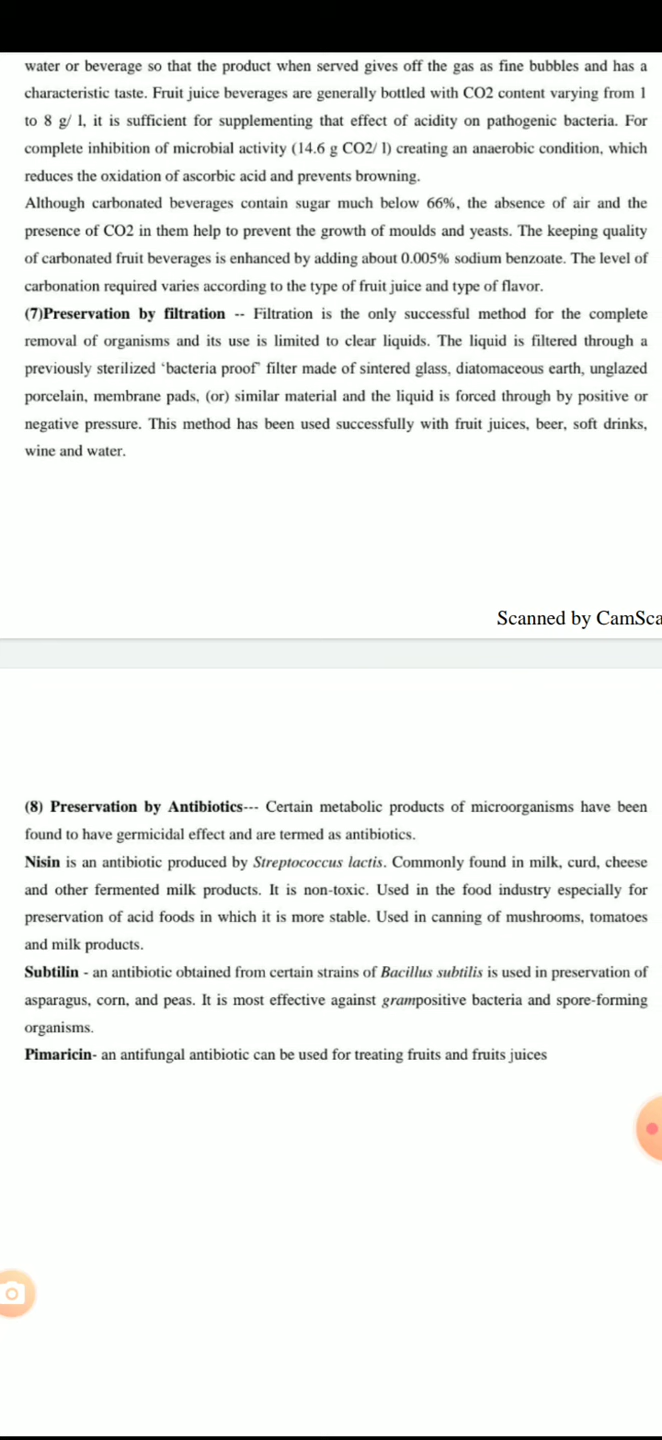 water or beverage so that the product when served gives off the gas as fine bubbles and has a
characteristic taste. Fruit juice beverages are generally bottled with CO2 content varying from 1
to 8 g/ l, it is sufficient for supplementing that effect of acidity on pathogenic bacteria. For
complete inhibition of microbial activity (14.6 g CO2/ l) creating an anaerobic condition, which
reduces the oxidation of ascorbic acid and prevents browning.
Although carbonated beverages contain sugar much below 66%, the absence of air and the
presence of CO2 in them help to prevent the growth of moulds and yeasts. The keeping quality
of carbonated fruit beverages is enhanced by adding about 0.005% sodium benzoate. The level of
carbonation required varies according to the type of fruit juice and type of flavor.
(7)Preservation by filtration -- Filtration is the only successful method for the complete
removal of organisms and its use is limited to clear liquids. The liquid is filtered through a
previously sterilized ‘bacteria proof’ filter made of sintered glass, diatomaceous earth, unglazed
porcelain, membrane pads, (or) similar material and the liquid is forced through by positive or
negative pressure. This method has been used successfully with fruit juices, beer, soft drinks,
wine and water.
Scanned by CamSca
(8) Preservation by Antibiotics--- Certain metabolic products of microorganisms have been
found to have germicidal effect and are termed as antibiotics.
Nisin is an antibiotic produced by Streptococcus lactis. Commonly found in milk, curd, cheese
and other fermented milk products. It is non-toxic. Used in the food industry especially for
preservation of acid foods in which it is more stable. Used in canning of mushrooms, tomatoes
and milk products.
Subtilin - an antibiotic obtained from certain strains of Bacillus subtilis is used in preservation of
asparagus, corn, and peas. It is most effective against grampositive bacteria and spore-forming
organisms.
Pimaricin- an antifungal antibiotic can be used for treating fruits and fruits juices